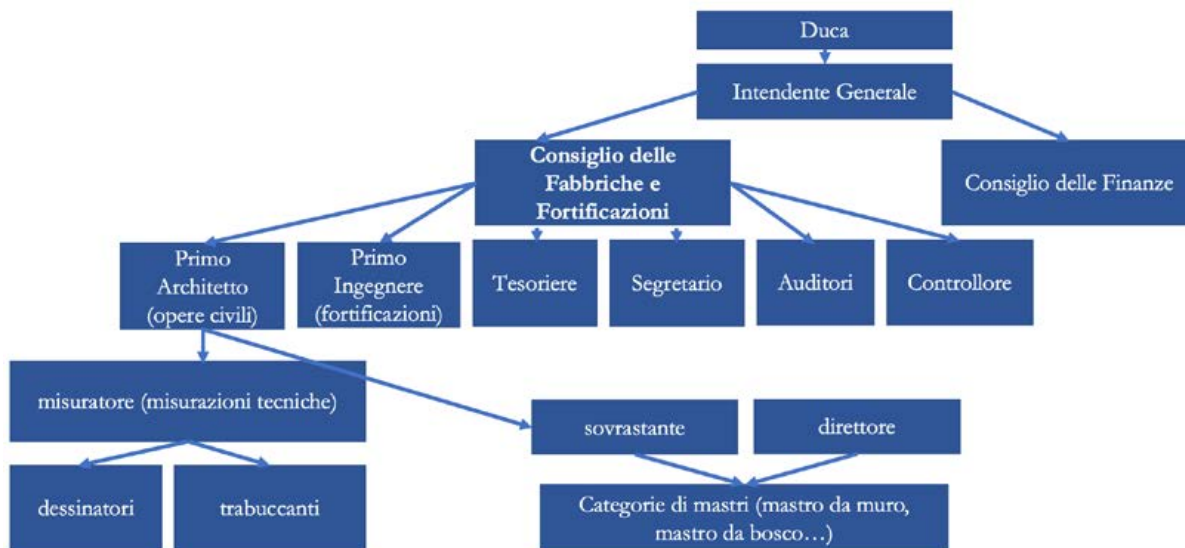 Duca
Intendente Generale
Consiglio delle
Fabbriche e
Fortificazioni
Consiglio delle Finanze
Primo
Architetto
(opere civili)
Primo
Ingegnere
(fortificazioni)
Tesoriere
Segretario
Auditori
Controllore
misuratore (misurazioni tecniche)
sovrastante
direttore
dessinatori
trabuccanti
Categorie di mastri (mastro da muro,
mastro da bosco…)